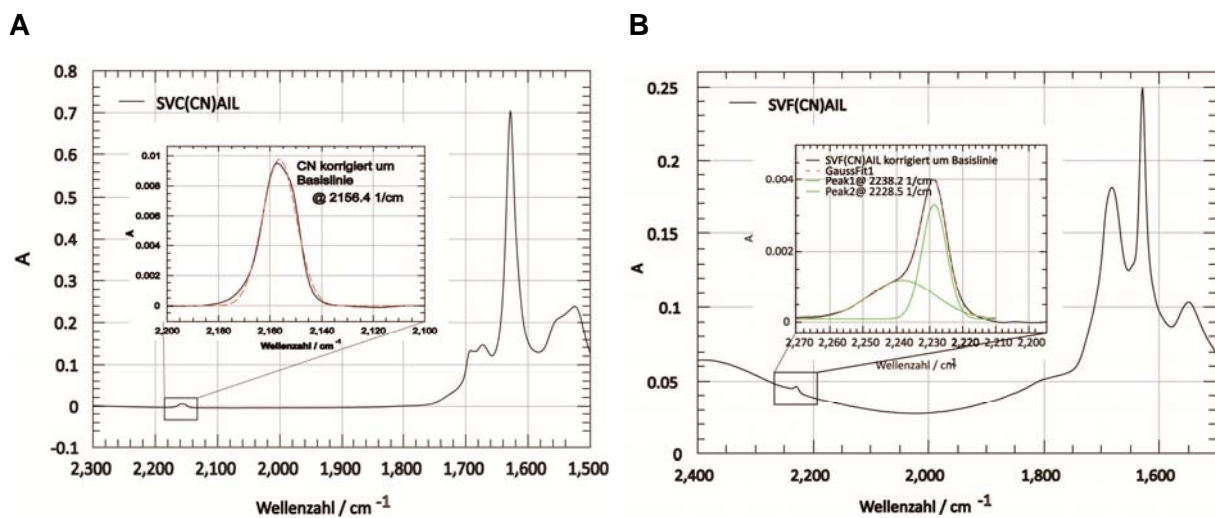 A
0.8
0.7
0.6
0.5
0.4
0.3
0.2
0.1
0
-0.1
A
SVC(CN)AIL
0.01
0.008
0.006
0.004
0.002
0
A
CN korrigiert um
Basislinie
@ 2156.4 1/cm
2,200 2,180 2,160 2,140 2,120 2,100
Wellenzahl / cm -1
2,300 2,200 2,100 2,000 1,900 1,800 1,700 1,600 1,500
Wellenzahl / cm -1
B
0.25
0.2
0.15
0.1
0.05
0
A
SVF(CN)AIL
0.004
0.002
0
A
SVF(CN)AIL korrigiert um Basislinie
GaussFit1
Peak1@ 2238.2 1/cm
Peak2@ 2228.5 1/cm
2,260 2,250 2,240 2,230 2,220 2,210 2,200
Wellenzahl / cm-1
2,400 2,200 2,000 1,800 1,600
Wellenzahl / cm -1